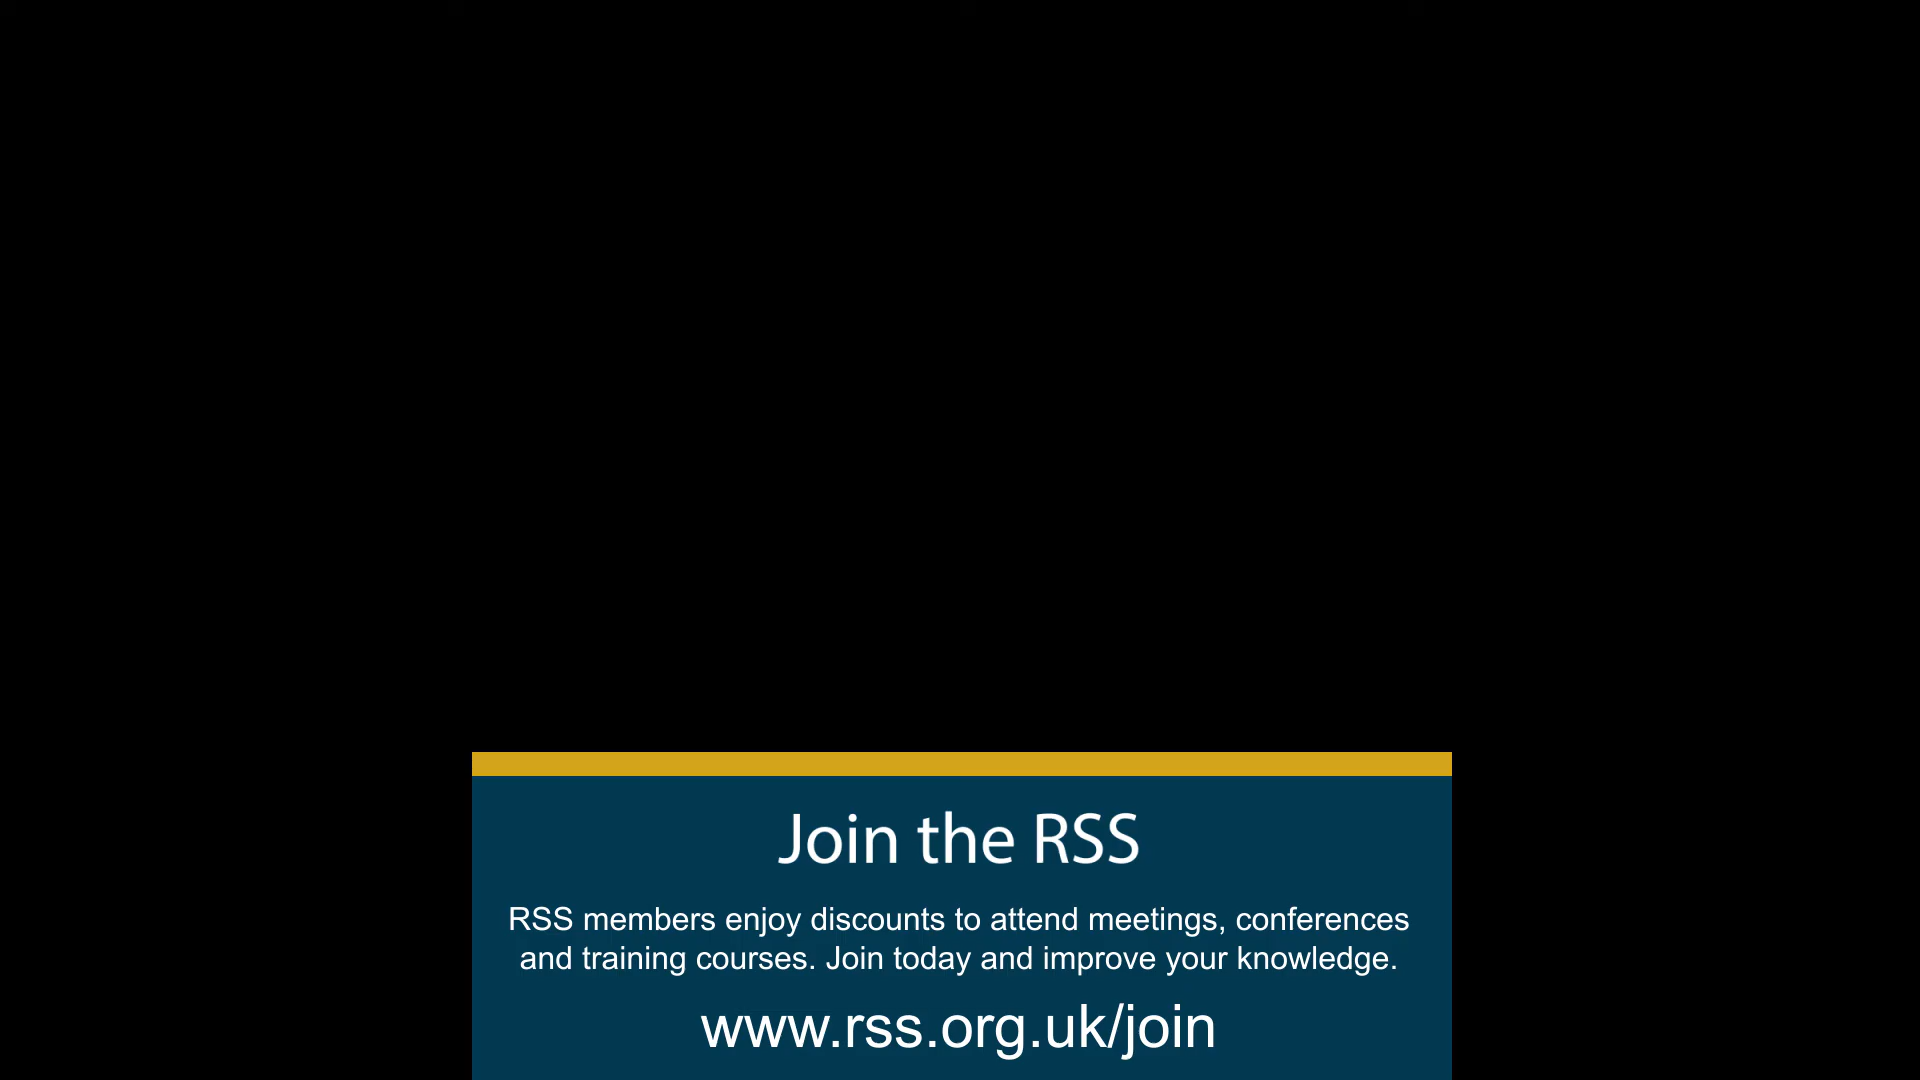 Join the RSS
RSS members enjoy discounts to attend meetings, conferences
and training courses. Join today and improve your knowledge.
www.rss.org.uk/join